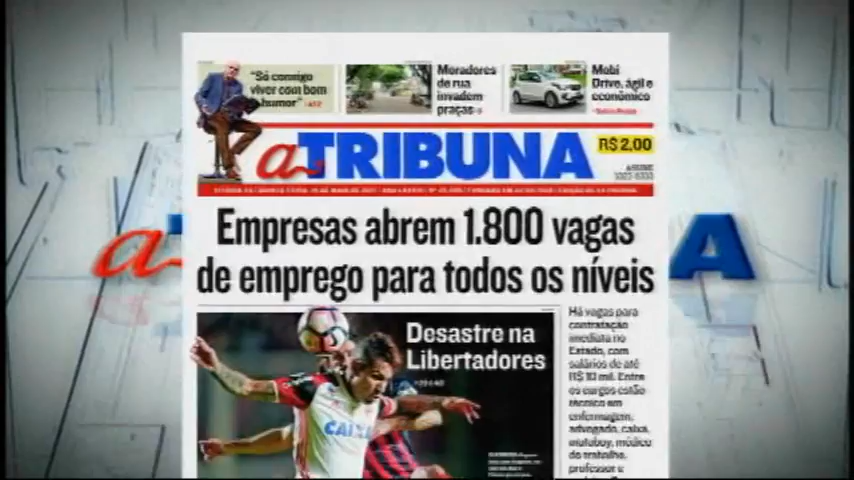 "Só consigo
viver com bom
humor"
Moradores
de rua
invadem
praças
Mobi
Drive, ágil e
econômico
aTRIBUNA
R$ 2,00
Empresas abrem 1.800 vagas
de emprego para todos os níveis
a
A
Desastre na
Libertadores
Há vagas para
contratação
imediata no
Estado, com
salários de até
R$ 10 mil. Entre
os cargos estão
técnico em
enfermagem,
advogado, caixa,
motoboy, médico
do trabalho,
professor e
CAIXA